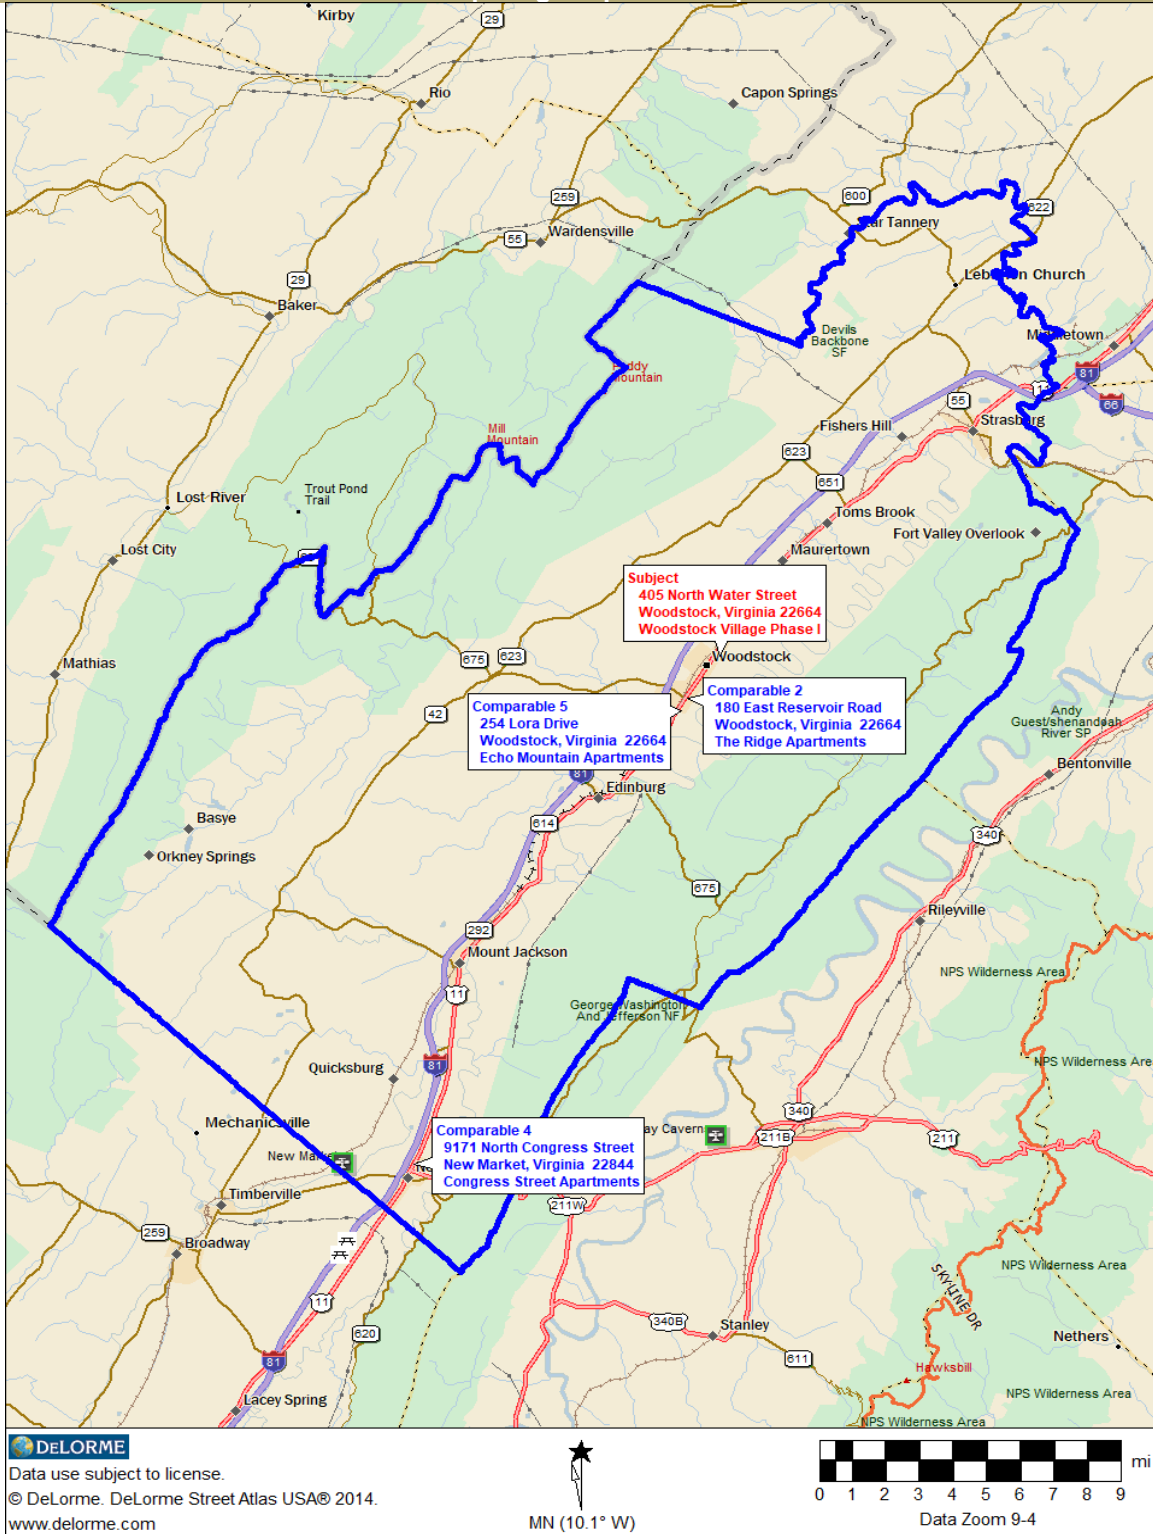 Kirby
29
Rio
Capon Springs
259
600
Star Tannery
622
55
Wardensville
Lebanon Church
29
Baker
Devils
Backbone
SF
Middletown
Paddy
Mountain
81
11
66
55
Strasburg
Fishers Hill
Mill
Mountain
623
651
Trout Pond
Trail
Lost River
Toms Brook
Fort Valley Overlook
Lost City
Maurertown
Subject
405 North Water Street
Woodstock, Virginia 22664
Woodstock Village Phase I
Woodstock
Mathias
675
623
Comparable 2
180 East Reservoir Road
Woodstock, Virginia 22664
The Ridge Apartments
Comparable 5
254 Lora Drive
Woodstock, Virginia 22664
Echo Mountain Apartments
42
Andy
Guest/shenandoah
River SP
Bentonville
81
Edinburg
Basye
614
340
Orkney Springs
675
Rileyville
292
Mount Jackson
NPS Wilderness Area
11
George Washington
And Jefferson NF
81
Quicksburg
NPS Wilderness Are
340
Mechanicsville
Comparable 4
9171 North Congress Street
New Market, Virginia 22844
Congress Street Apartments
ay Caverns
211B
211
New Market
Timberville
211W
259
Broadway
NPS Wilderness Area
SKYLINE DR
11
340B
Stanley
620
Nethers
81
611
Hawksbill
Lacey Spring
NPS Wilderness Area
NPS Wilderness Area
DELORME
Data use subject to license.
© DeLorme. DeLorme Street Atlas USA® 2014.
www.delorme.com
MN (10.1° W)
mi
0 1 2 3 4 5 6 7 8 9
Data Zoom 9-4